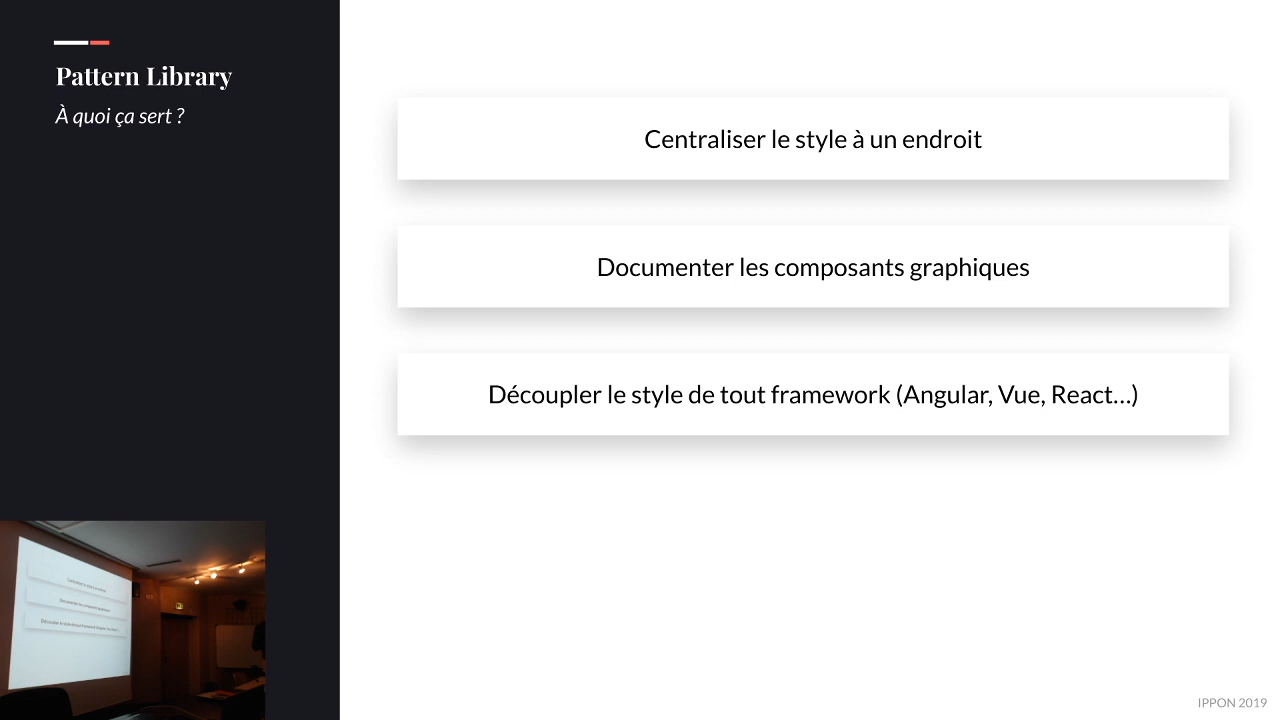 Pattern Library
À quoi ça sert ?
Centraliser le style à un endroit
Documenter les composants graphiques
Découpler le style de tout framework (Angular, Vue, React...)
IPPON 2019